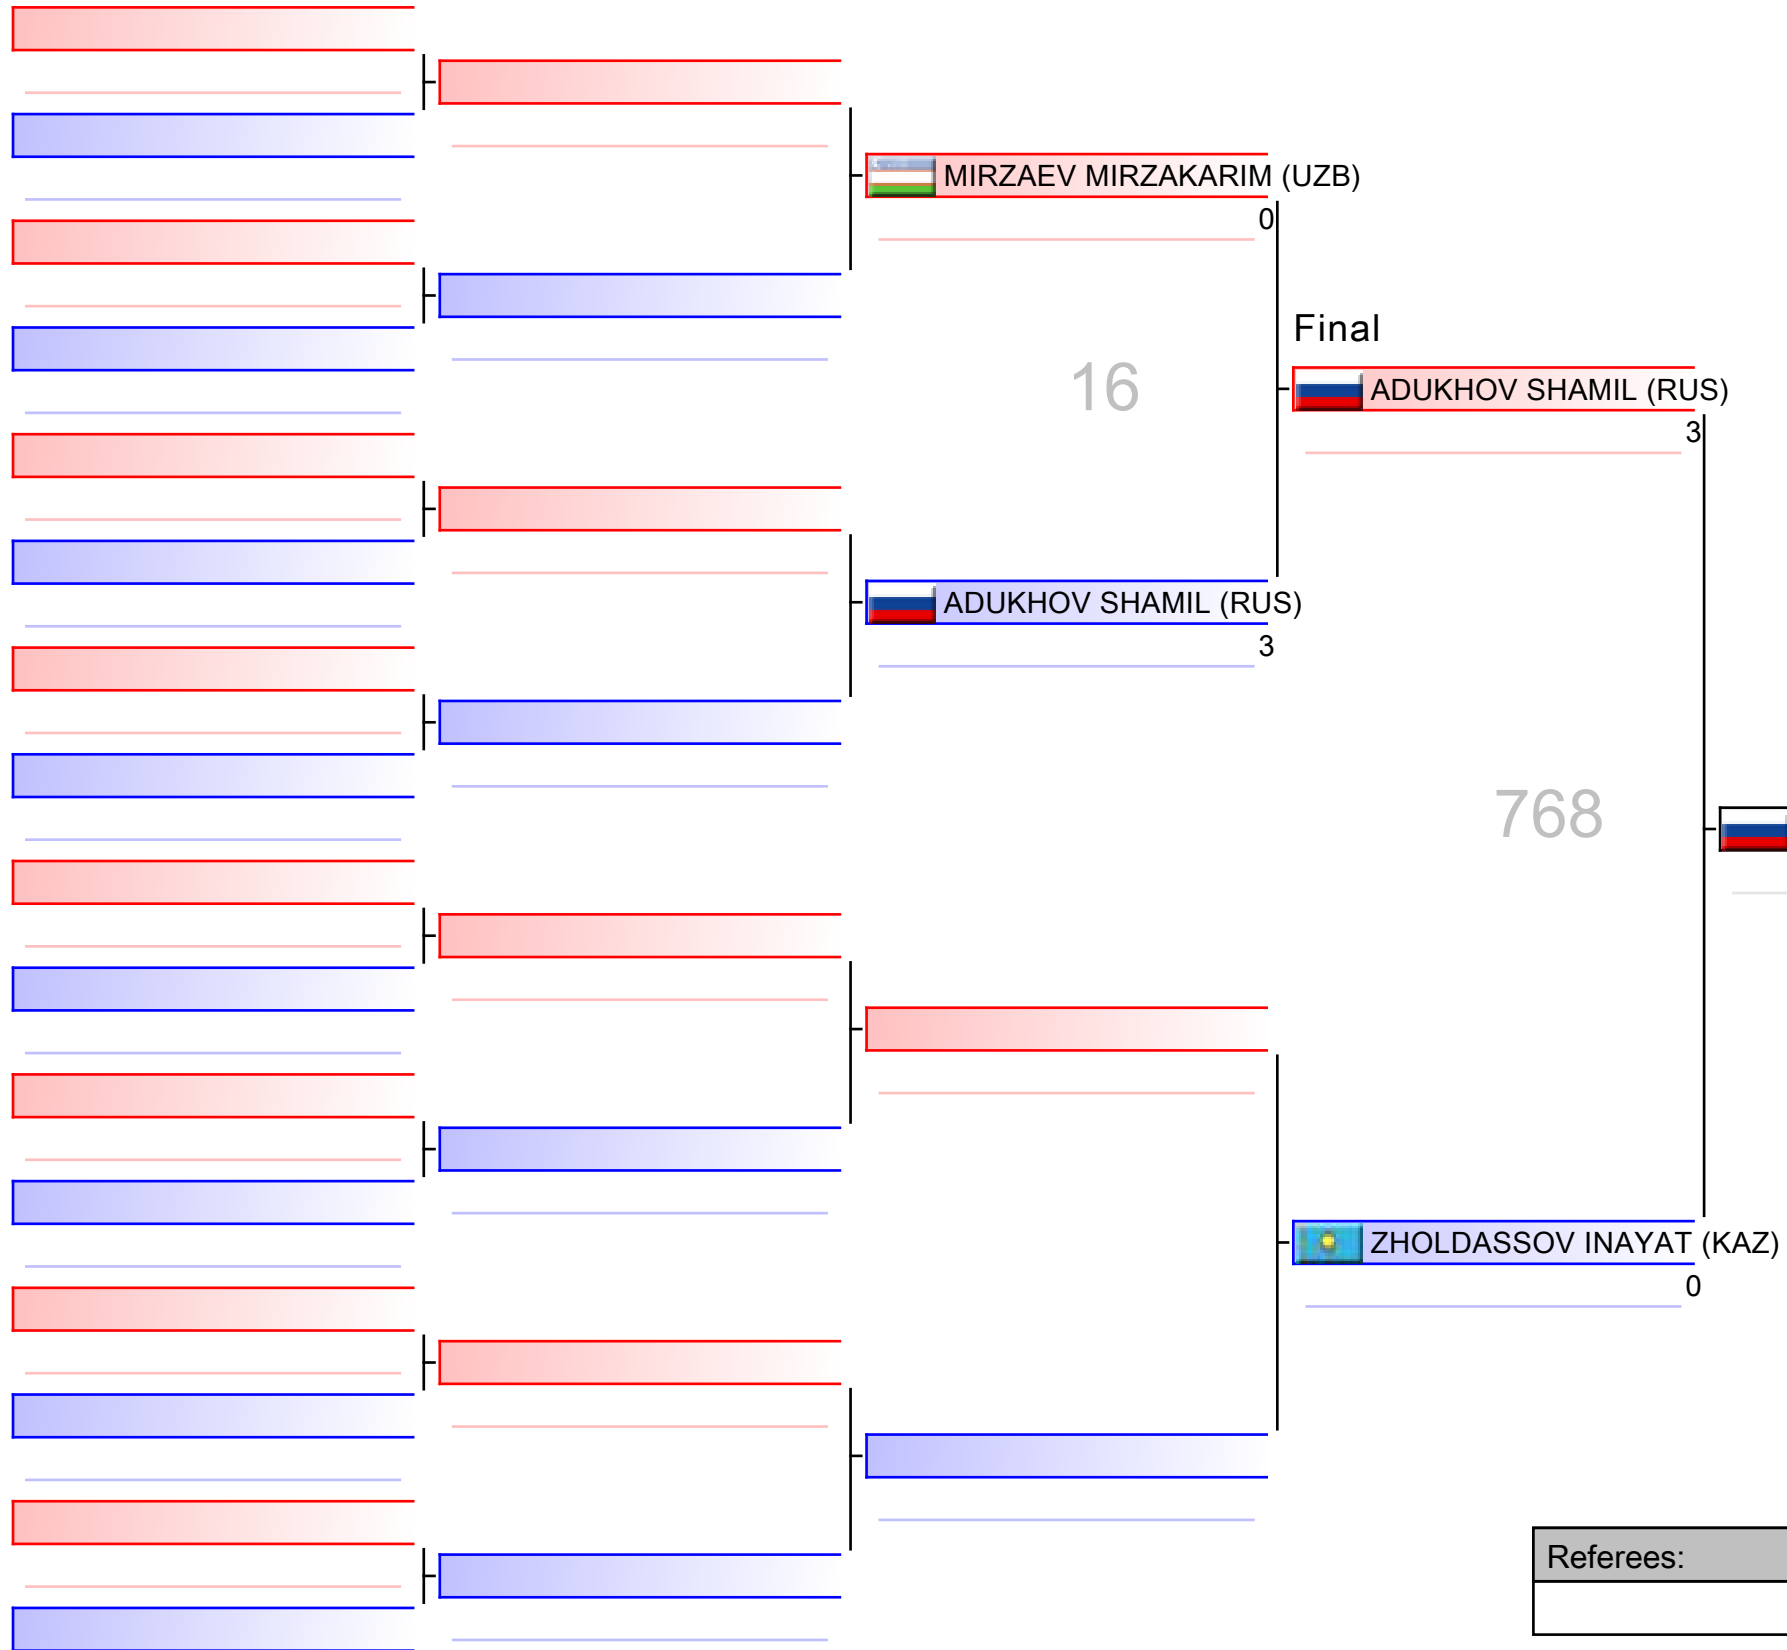 MIRZAEV MIRZAKARIM (UZB)
0
Final
16
ADUKHOV SHAMIL (RUS)
3
ADUKHOV SHAMIL (RUS)
3
768
ZHOLDASSOV INAYAT (KAZ)
0
Referees: